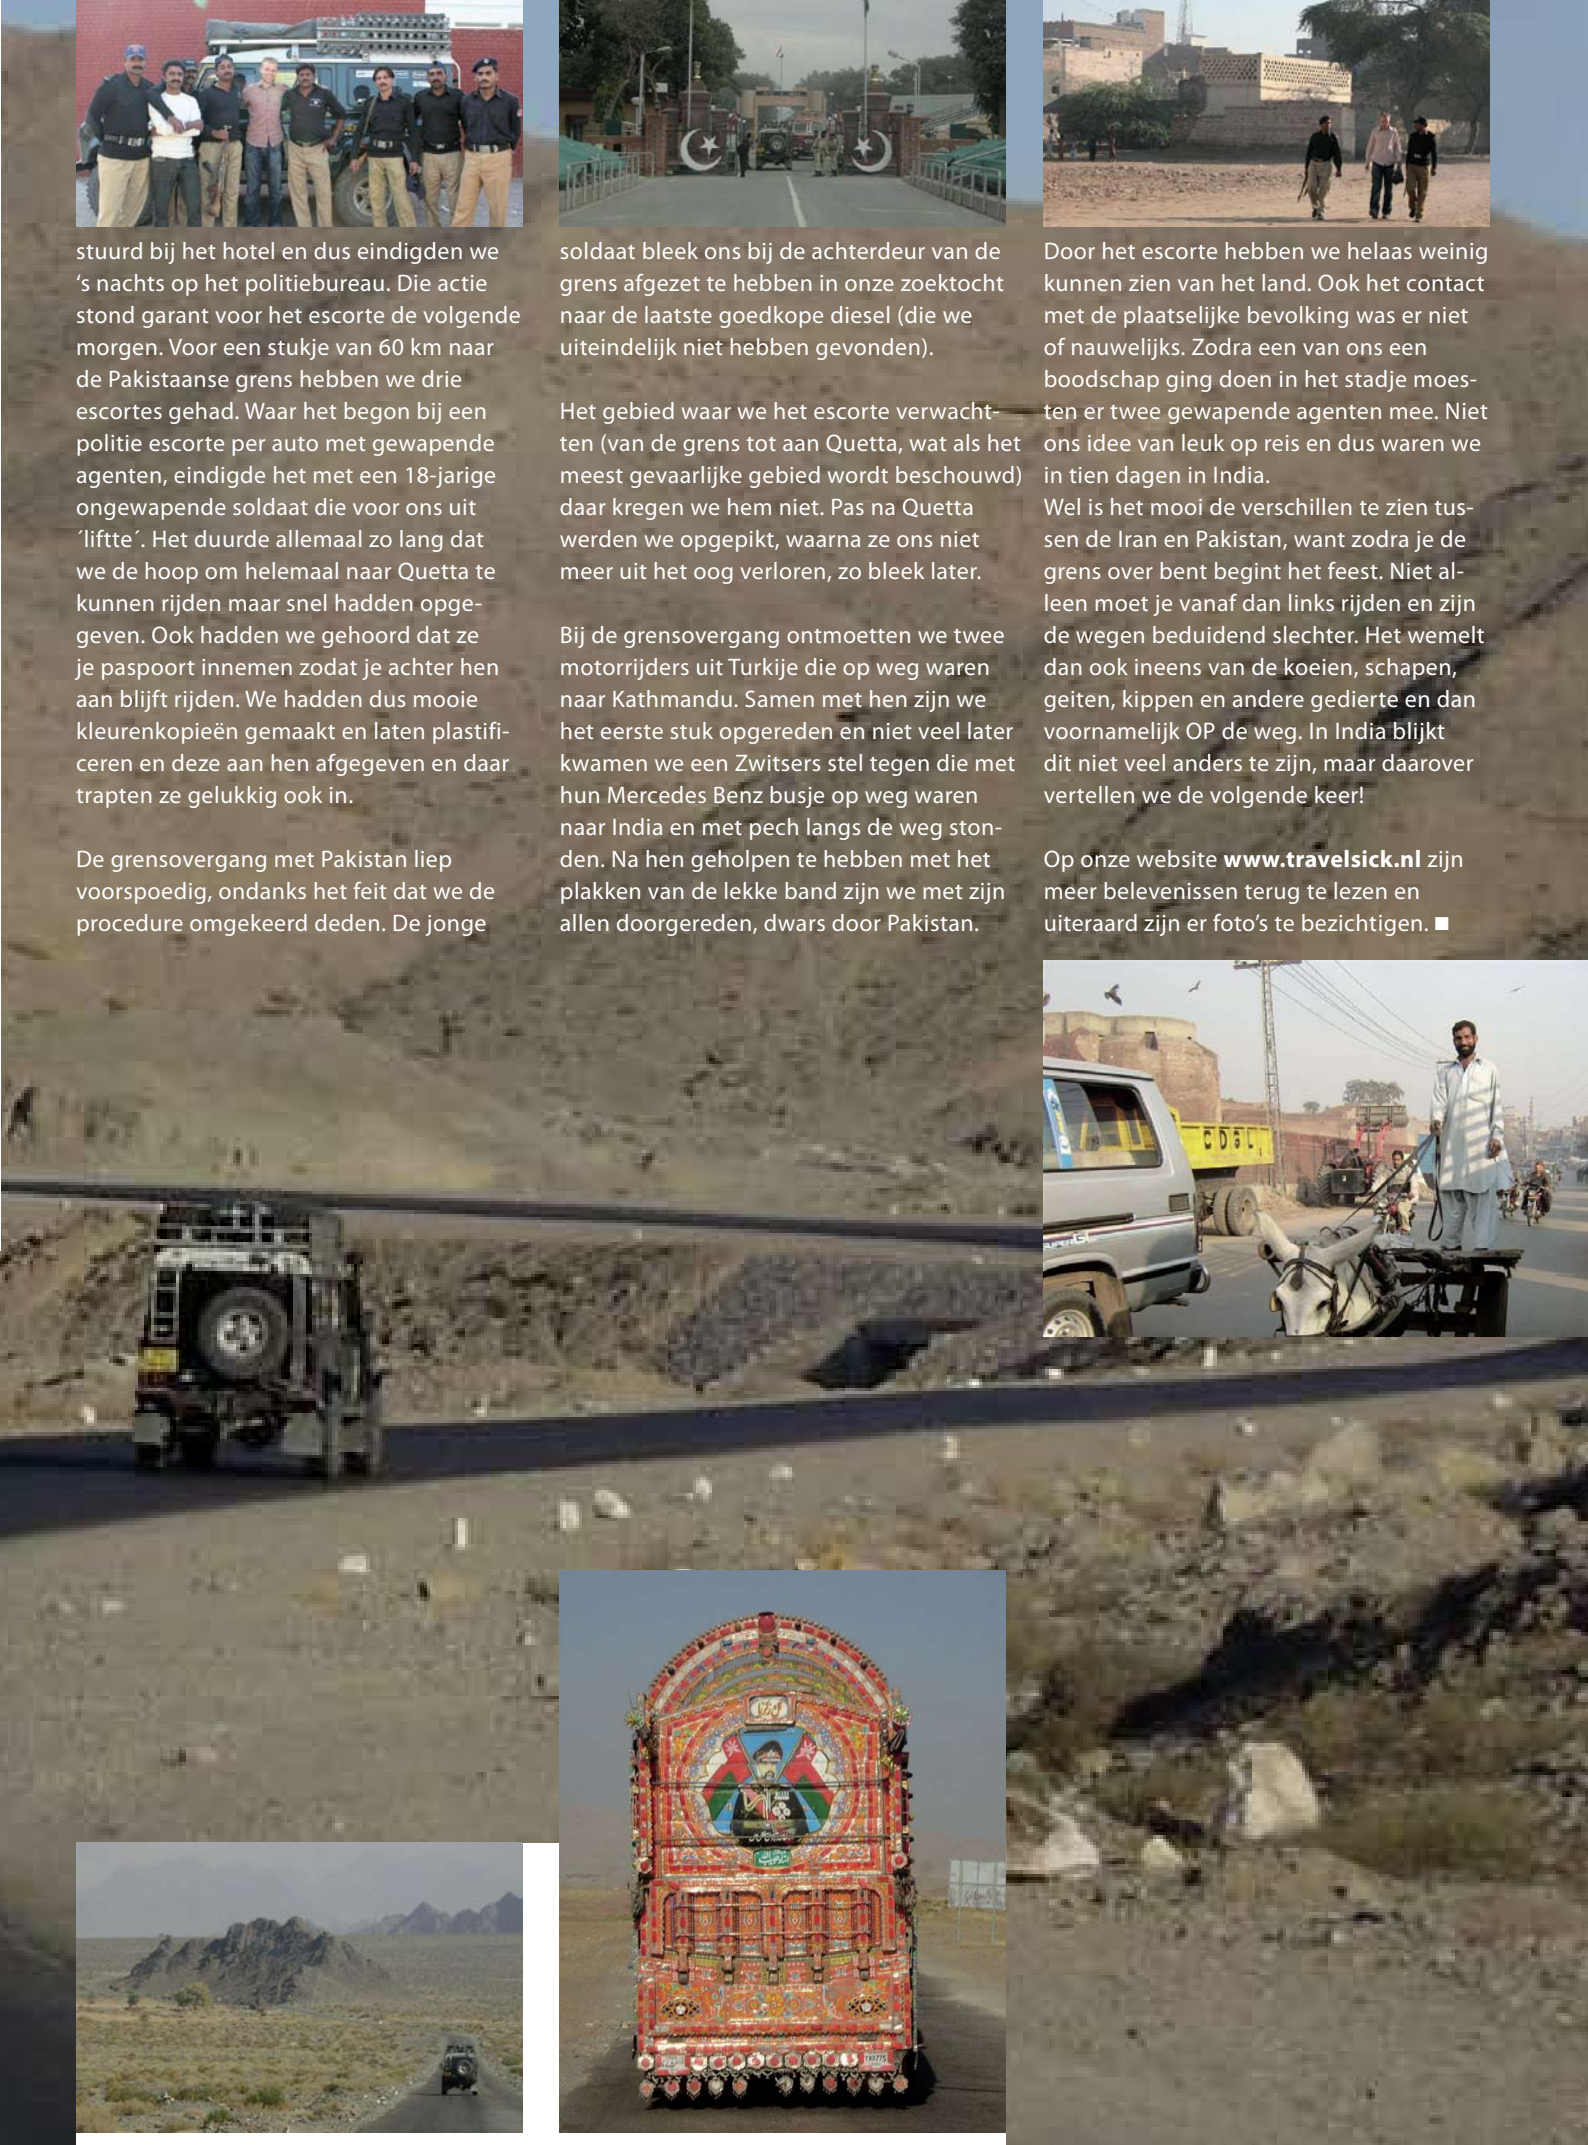 stuurd bij het hotel en dus eindigden we
‘s nachts op het politiebureau. Die actie
stond garant voor het escorte de volgende
morgen. Voor een stukje van 60 km naar
de Pakistaanse grens hebben we drie
escortes gehad. Waar het begon bij een
politie escorte per auto met gewapende
agenten, eindigde het met een 18-jarige
ongewapende soldaat die voor ons uit
´liftte´. Het duurde allemaal zo lang dat
we de hoop om helemaal naar Quetta te
kunnen rijden maar snel hadden opge-
geven. Ook hadden we gehoord dat ze
je paspoort innemen zodat je achter hen
aan blijft rijden. We hadden dus mooie
kleurenkopieën gemaakt en laten plastifi-
ceren en deze aan hen afgegeven en daar
trapten ze gelukkig ook in.

De grensovergang met Pakistan liep
voorspoedig, ondanks het feit dat we de
procedure omgekeerd deden. De jonge
soldaat bleek ons bij de achterdeur van de
grens afgezet te hebben in onze zoektocht
naar de laatste goedkope diesel (die we
uiteindelijk niet hebben gevonden).

Het gebied waar we het escorte verwacht-
ten (van de grens tot aan Quetta, wat als het
meest gevaarlijke gebied wordt beschouwd)
daar kregen we hem niet. Pas na Quetta
werden we opgepikt, waarna ze ons niet
meer uit het oog verloren, zo bleek later.

Bij de grensovergang ontmoetten we twee
motorrijders uit Turkije die op weg waren
naar Kathmandu. Samen met hen zijn we
het eerste stuk opgereden en niet veel later
kwamen we een Zwitsers stel tegen die met
hun Mercedes Benz busje op weg waren
naar India en met pech langs de weg ston-
den. Na hen geholpen te hebben met het
plakken van de lekke band zijn we met zijn
allen doorgereden, dwars door Pakistan.

Door het escorte hebben we helaas weinig
kunnen zien van het land. Ook het contact
met de plaatselijke bevolking was er niet
of nauwelijks. Zodra een van ons een
boodschap ging doen in het stadje moes-
ten er twee gewapende agenten mee. Niet
ons idee van leuk op reis en dus waren we
in tien dagen in India.
Wel is het mooi de verschillen te zien tus-
sen de Iran en Pakistan, want zodra je de
grens over bent begint het feest. Niet al-
leen moet je vanaf dan links rijden en zijn
de wegen beduidend slechter. Het wemelt
dan ook ineens van de koeien, schapen,
geiten, kippen en andere gedierte en dan
voornamelijk OP de weg. In India blijkt
dit niet veel anders te zijn, maar daarover
vertellen we de volgende keer!

Op onze website www.travelsick.nl zijn
meer belevenissen terug te lezen en
uiteraard zijn er foto’s te bezichtigen. ■
CDGL
SUPER GL